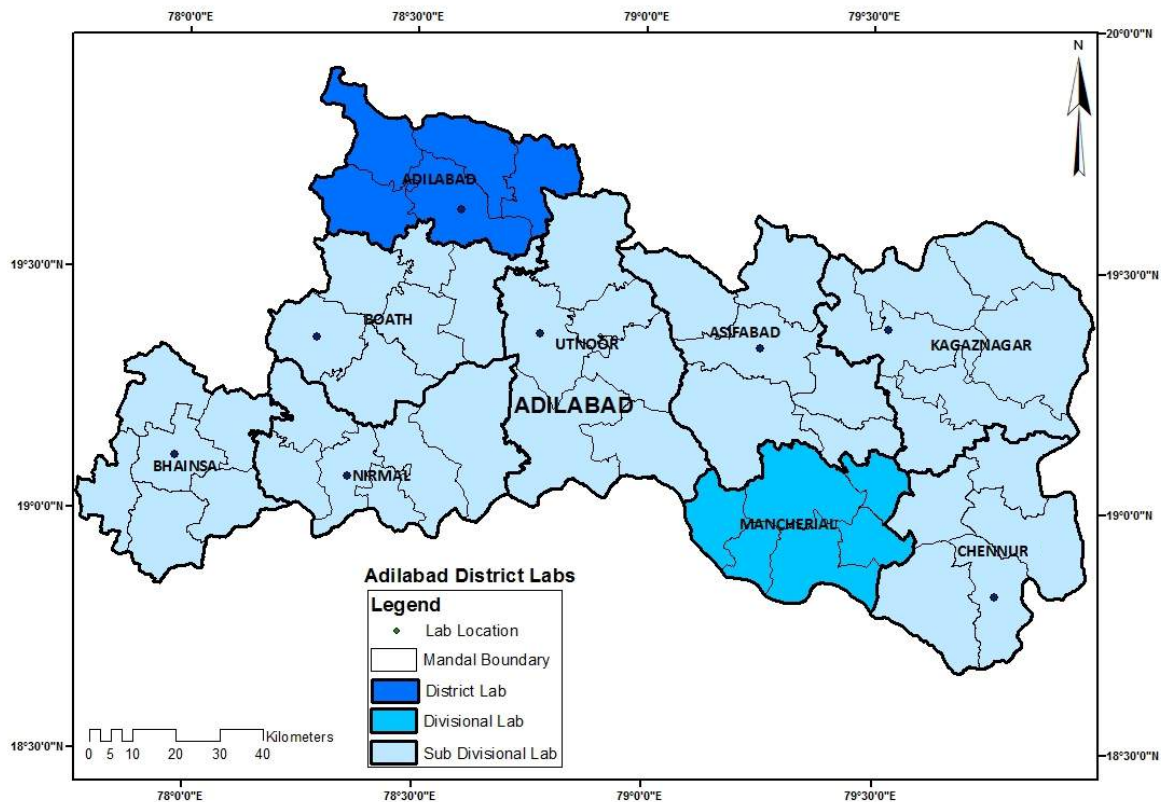 78°0'0"E
78°30'0"E
79°0'0"E
79°30'0"E
20°0'0"N
N
ADILABAD
19°30'0"N
19°30'0"N
BOATH
UTNOOR
ASIFABAD
KAGAZNAGAR
ADILABAD
BHAINSA
NIRMAL
19°0'0"N
19°0'0"N
MANCHERIAL
CHENNUR
Adilabad District Labs
Legend
Lab Location
Mandal Boundary
District Lab
Divisional Lab
Sub Divisional Lab
Kilometers
0 5 10 20 30 40
18°30'0"N
18°30'0"N
78°0'0"E
78°30'0"E
79°0'0"E
79°30'0"E